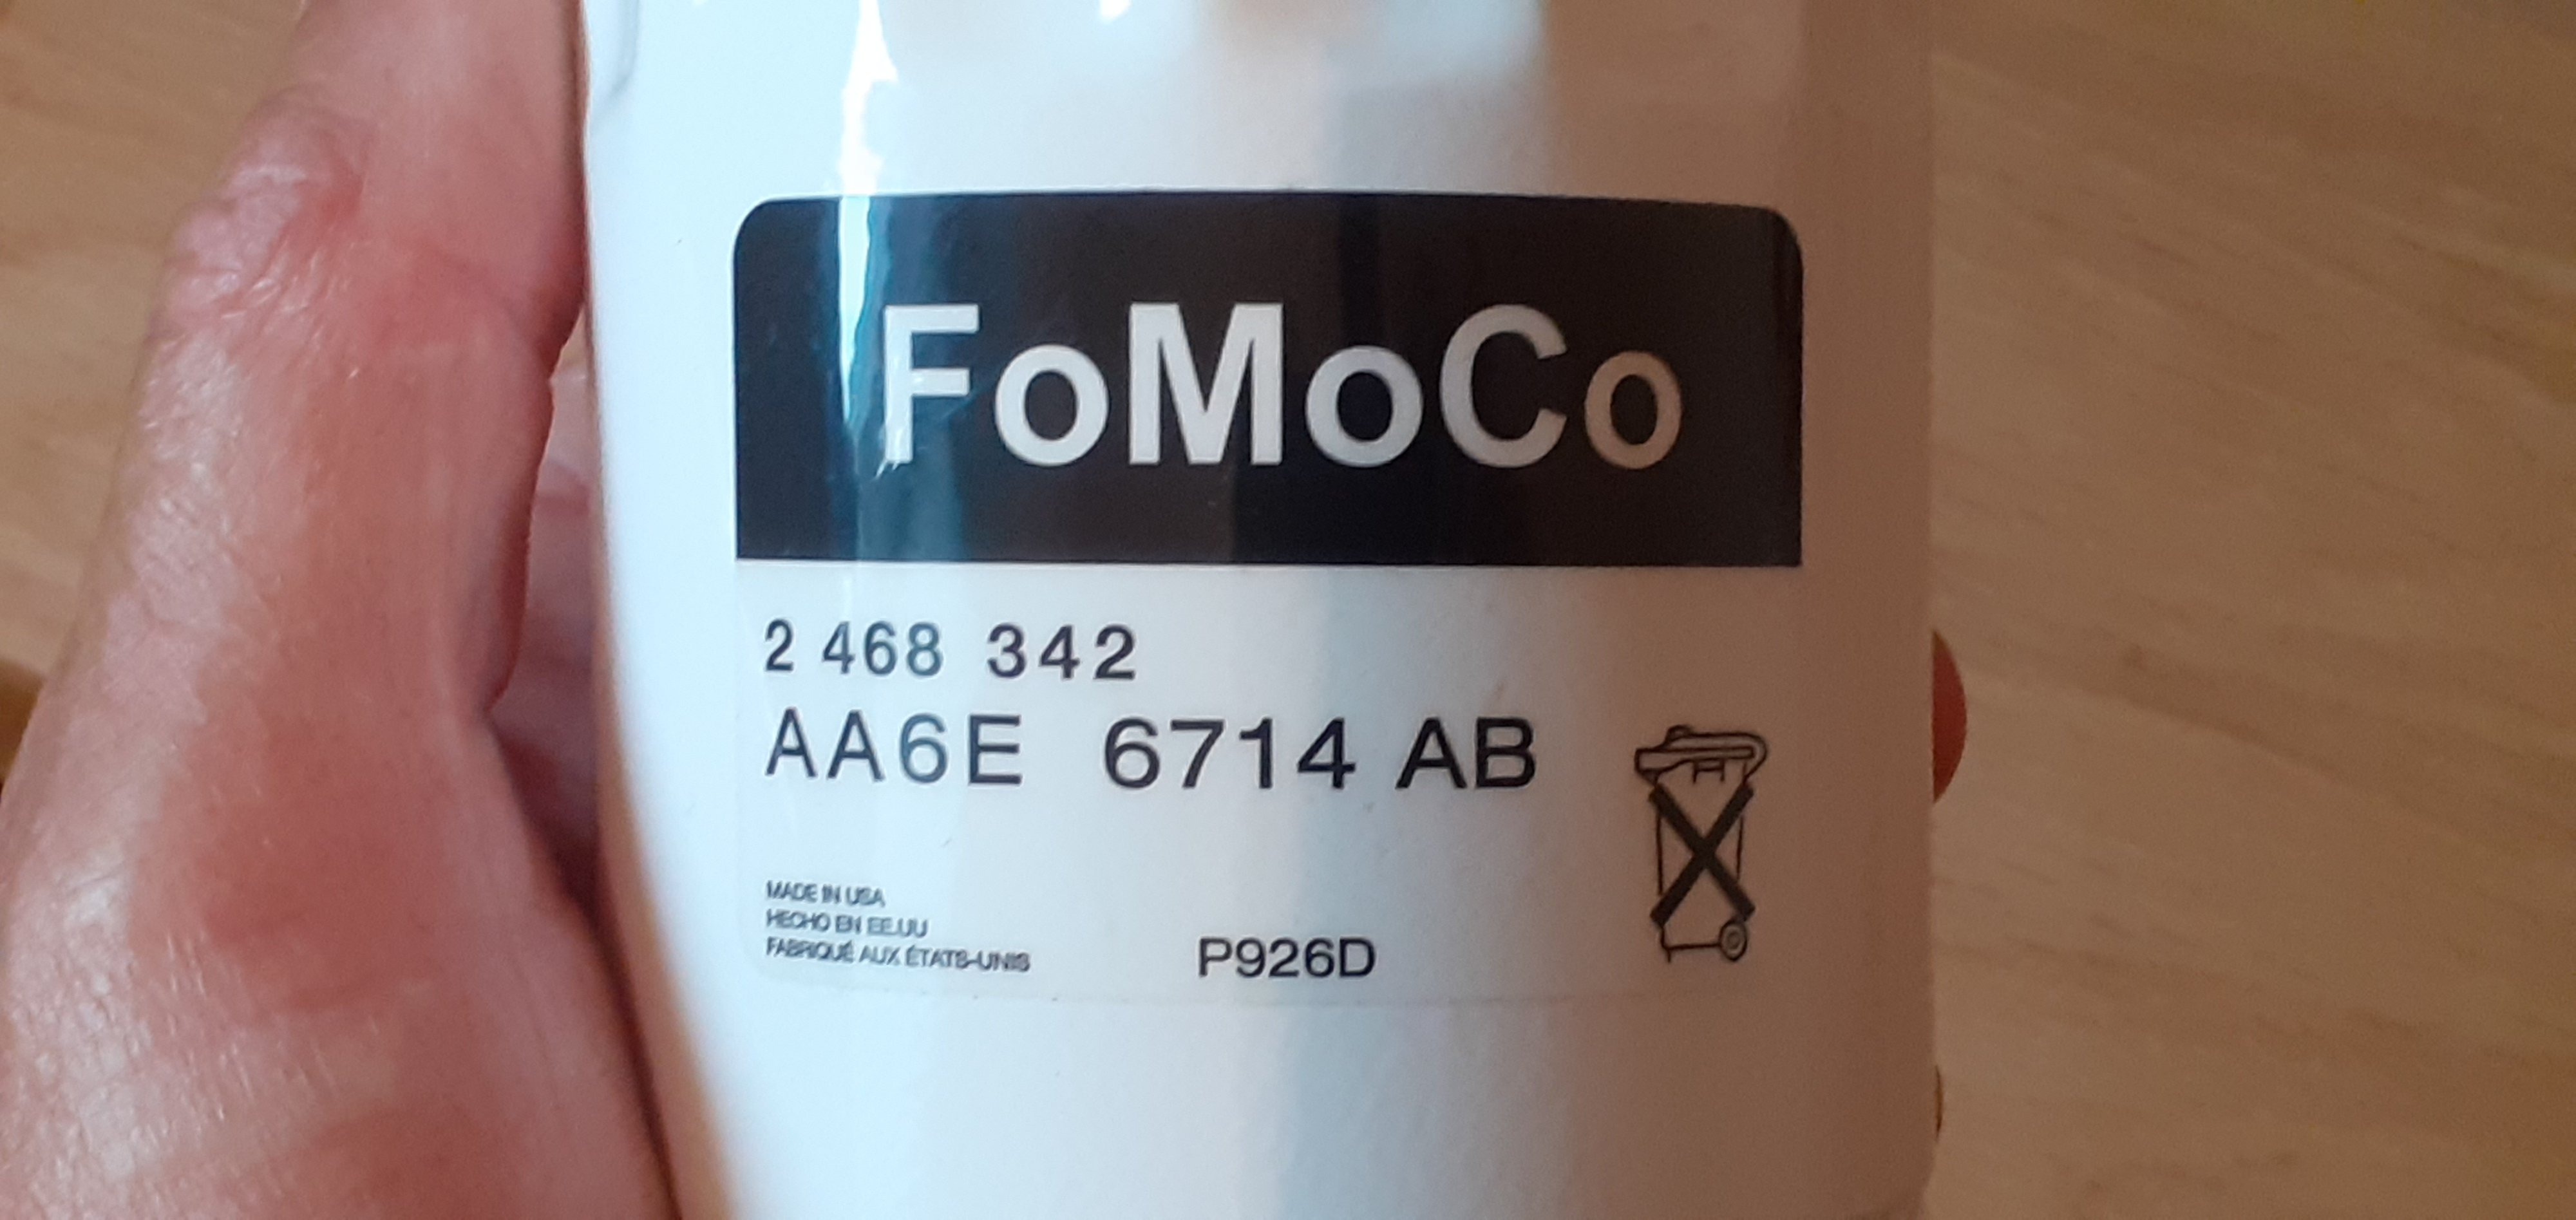 FoMoCo
2 468 342
AA6E 6714 AB
MADE IN USA
HECHO EN EE.UU
FABRIQUÉ AUX ÉTATS-UNIS
P926D